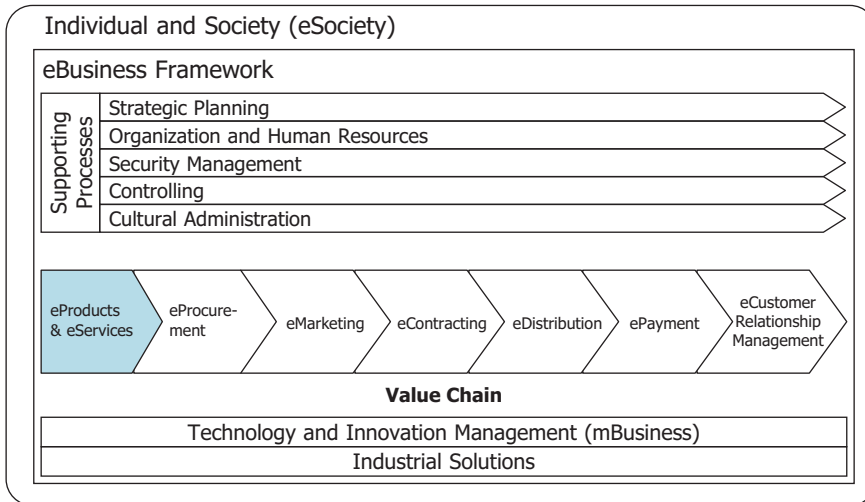 Individual and Society (eSociety)
eBusiness Framework
Supporting
Processes
Strategic Planning
Organization and Human Resources
Security Management
Controlling
Cultural Administration
eProducts
& eServices
eProcure-
ment
eMarketing
eContracting
eDistribution
ePayment
eCustomer
Relationship
Management
Value Chain
Technology and Innovation Management (mBusiness)
Industrial Solutions